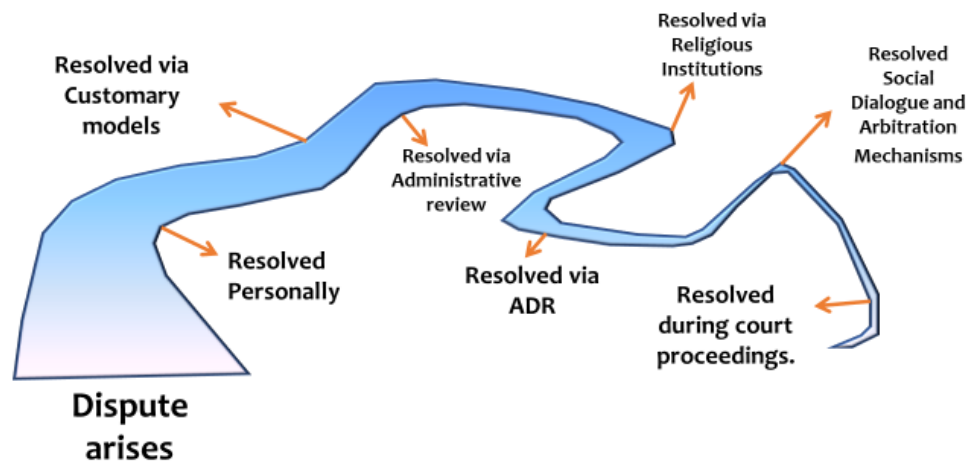 Resolved via
Customary
models
Resolved via
Religious
Institutions
Resolved
Social
Dialogue and
Arbitration
Mechanisms
Resolved via
Administrative
review
Resolved
Personally
Resolved via
ADR
Resolved
during court
proceedings.
Dispute
arises